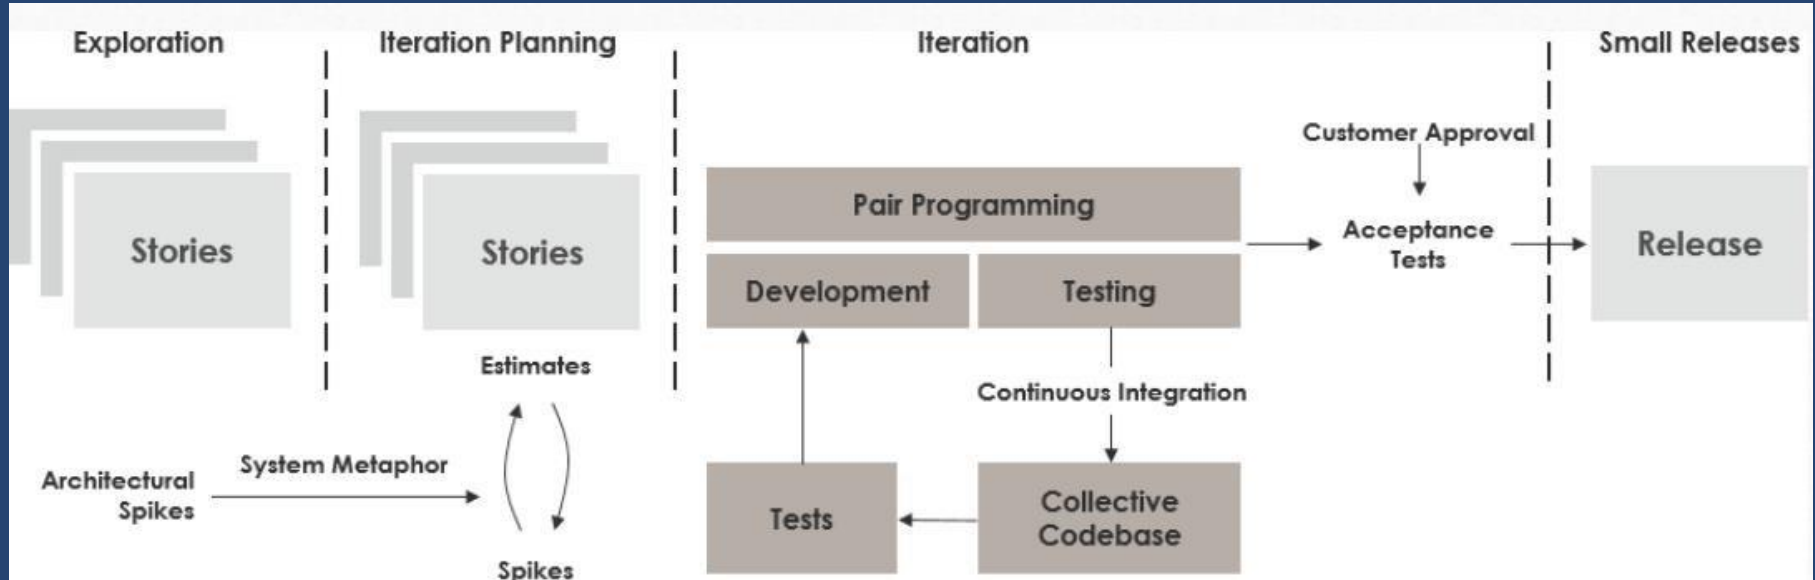 Exploration
Iteration Planning
Iteration
Small Releases
Stories
Stories
Estimates
Architectural
Spikes
System Metaphor
Spikes
Pair Programming
Development
Testing
Continuous Integration
Tests
Collective
Codebase
Customer Approval
Acceptance
Tests
Release